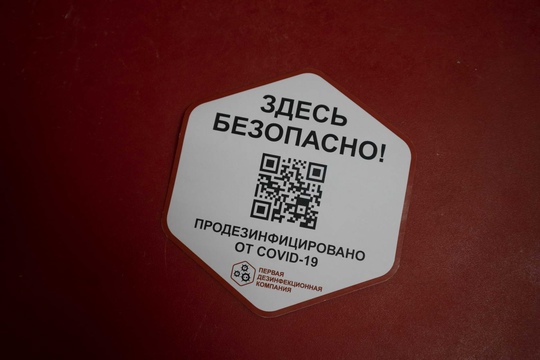 ЗДЕСЬ
БЕЗОПАСНО!
ПРОДЕЗИНФИЦИРОВАНО
ОТ COVID-19
ПЕРВАЯ
ДЕЗИНФЕКЦИОННАЯ
КОМПАНИЯ